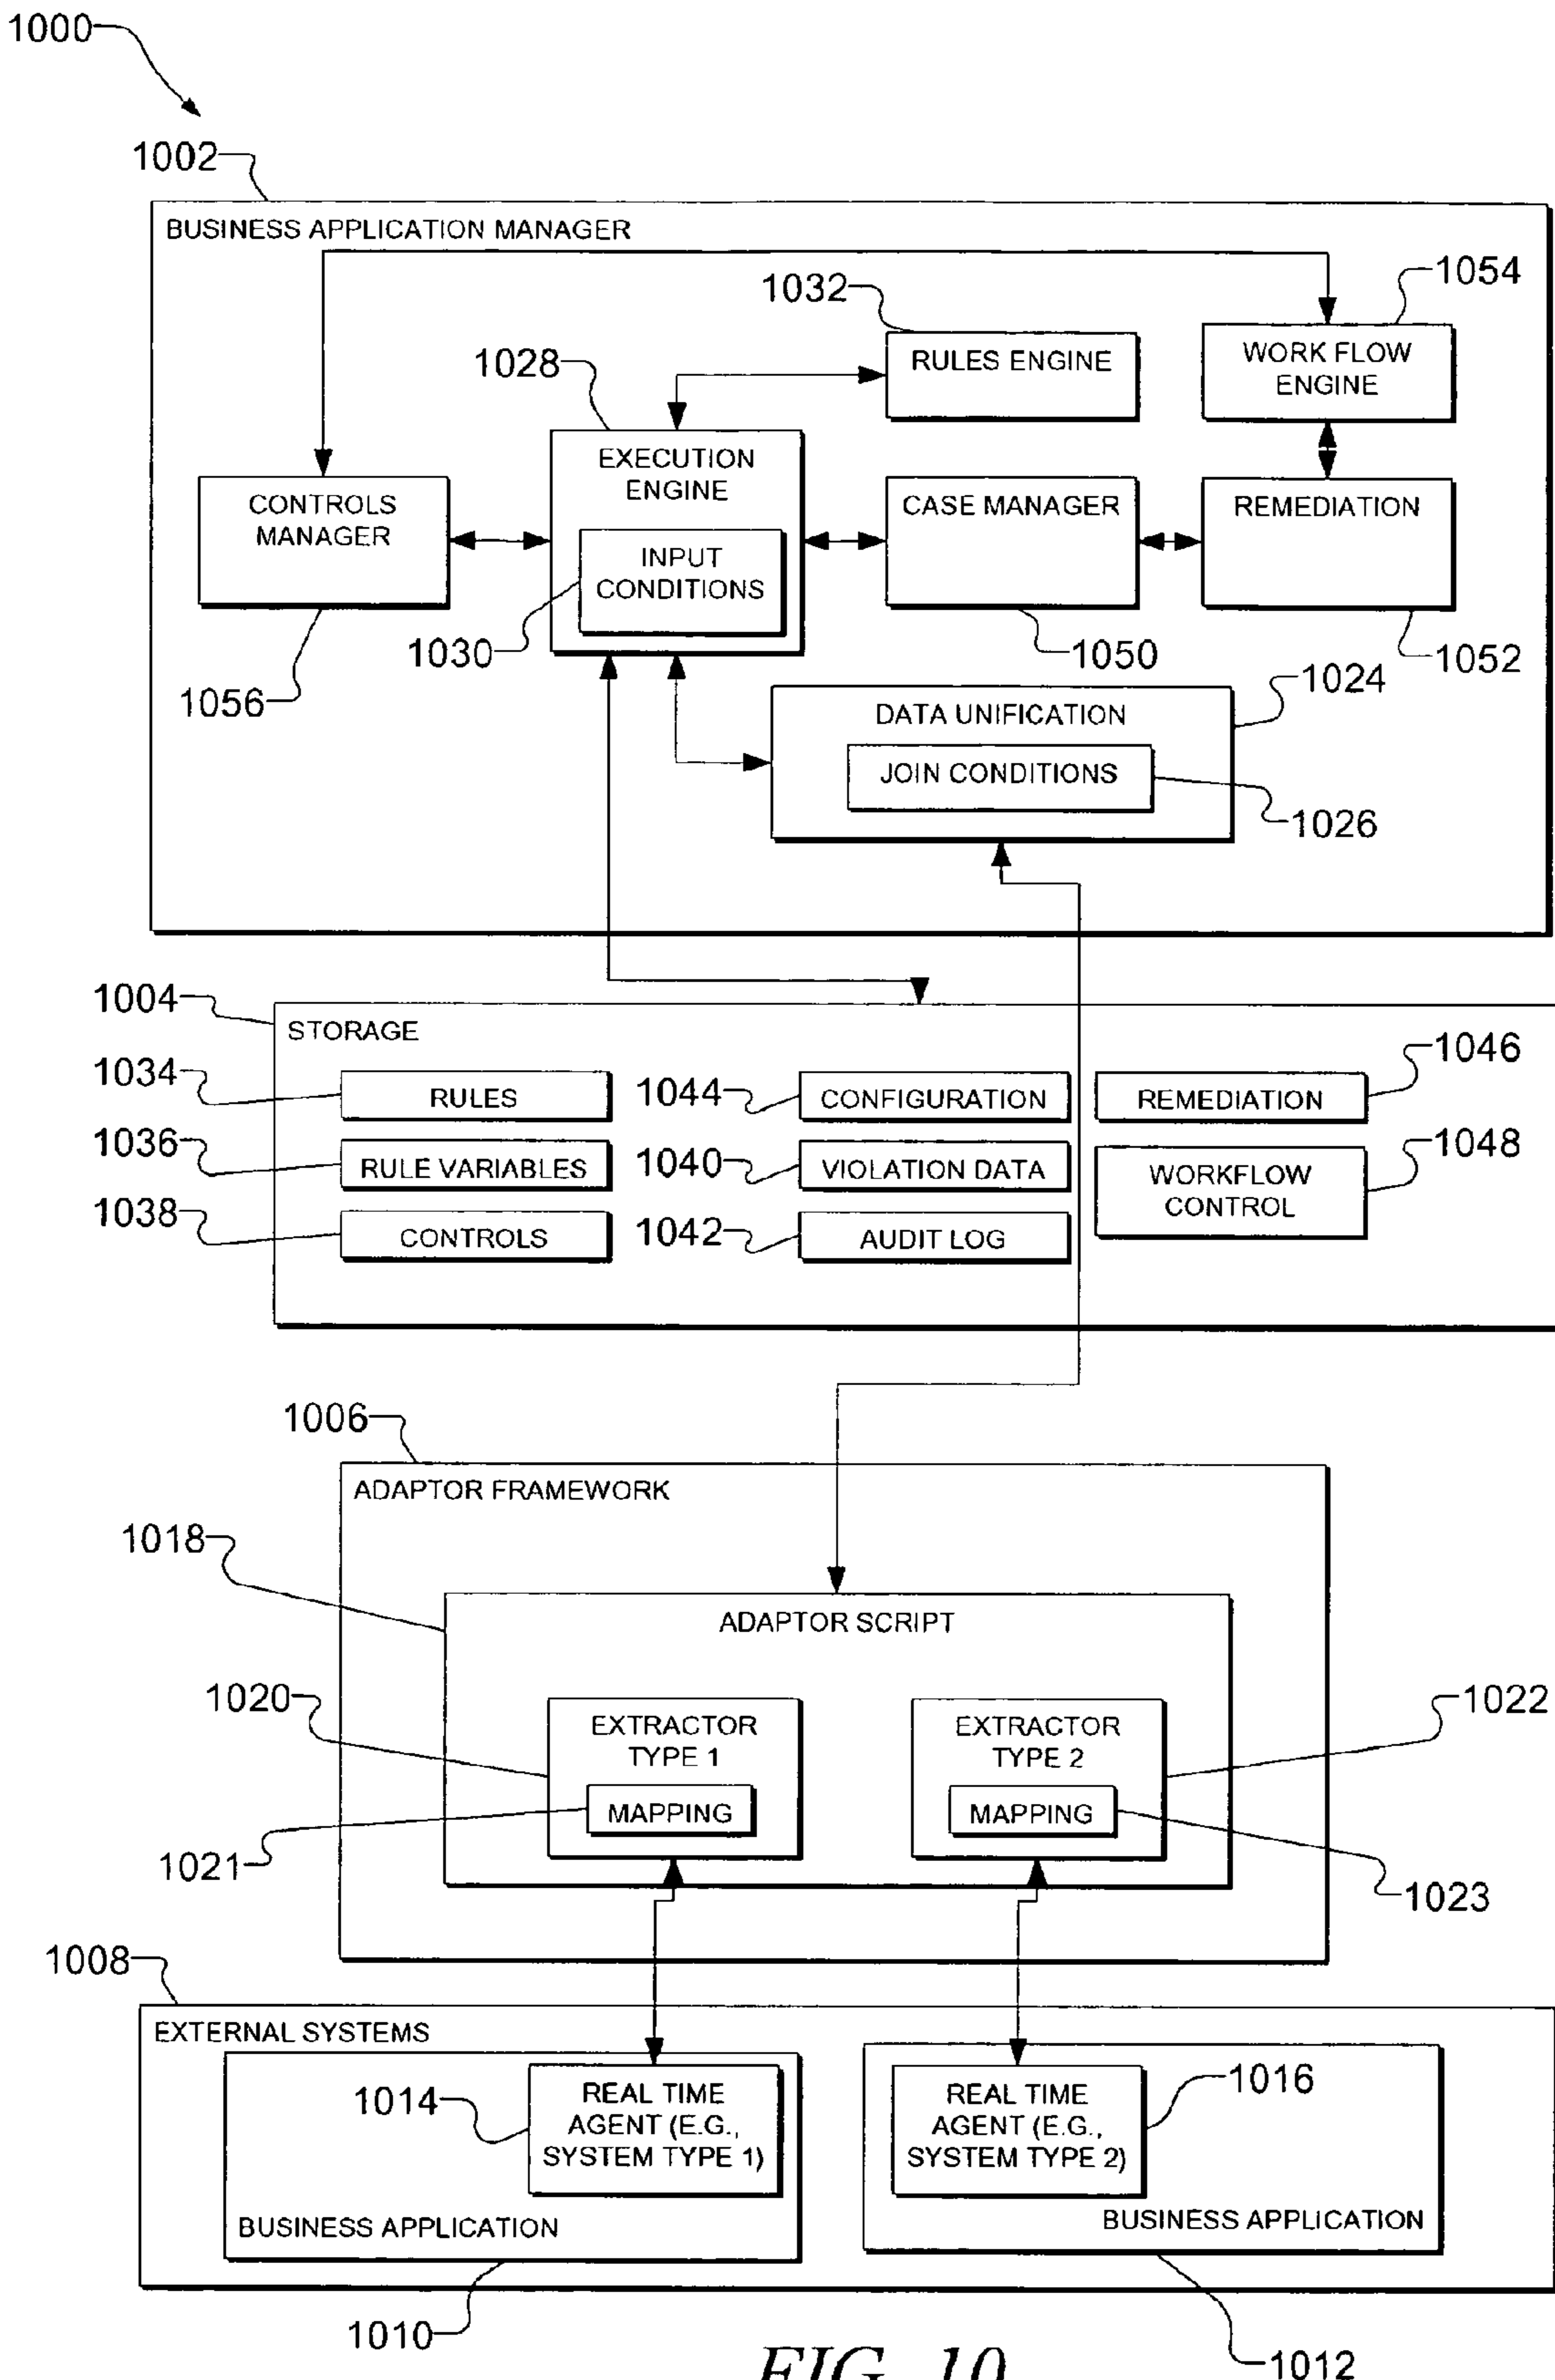 1000
1002
BUSINESS APPLICATION MANAGER
1054
1032
RULES ENGINE
WORK FLOW
ENGINE
1028
EXECUTION
ENGINE
CONTROLS
MANAGER
CASE MANAGER
REMEDIATION
INPUT
CONDITIONS
1030
1050
1052
1056
1024
DATA UNIFICATION
JOIN CONDITIONS
1026
1004
STORAGE
1034
RULES
1044
CONFIGURATION
REMEDIATION
1046
1036
RULE VARIABLES
1040
VIOLATION DATA
WORKFLOW
CONTROL
1048
1038
CONTROLS
1042
AUDIT LOG
1006
ADAPTOR FRAMEWORK
1018
ADAPTOR SCRIPT
1020
EXTRACTOR
TYPE 1
MAPPING
1021
EXTRACTOR
TYPE 2
MAPPING
1022
1023
1008
EXTERNAL SYSTEMS
1014
REAL TIME
AGENT (E.G.,
SYSTEM TYPE 1)
BUSINESS APPLICATION
REAL TIME
AGENT (E.G.,
SYSTEM TYPE 2)
1016
BUSINESS APPLICATION
1010
1012
FIG. 10